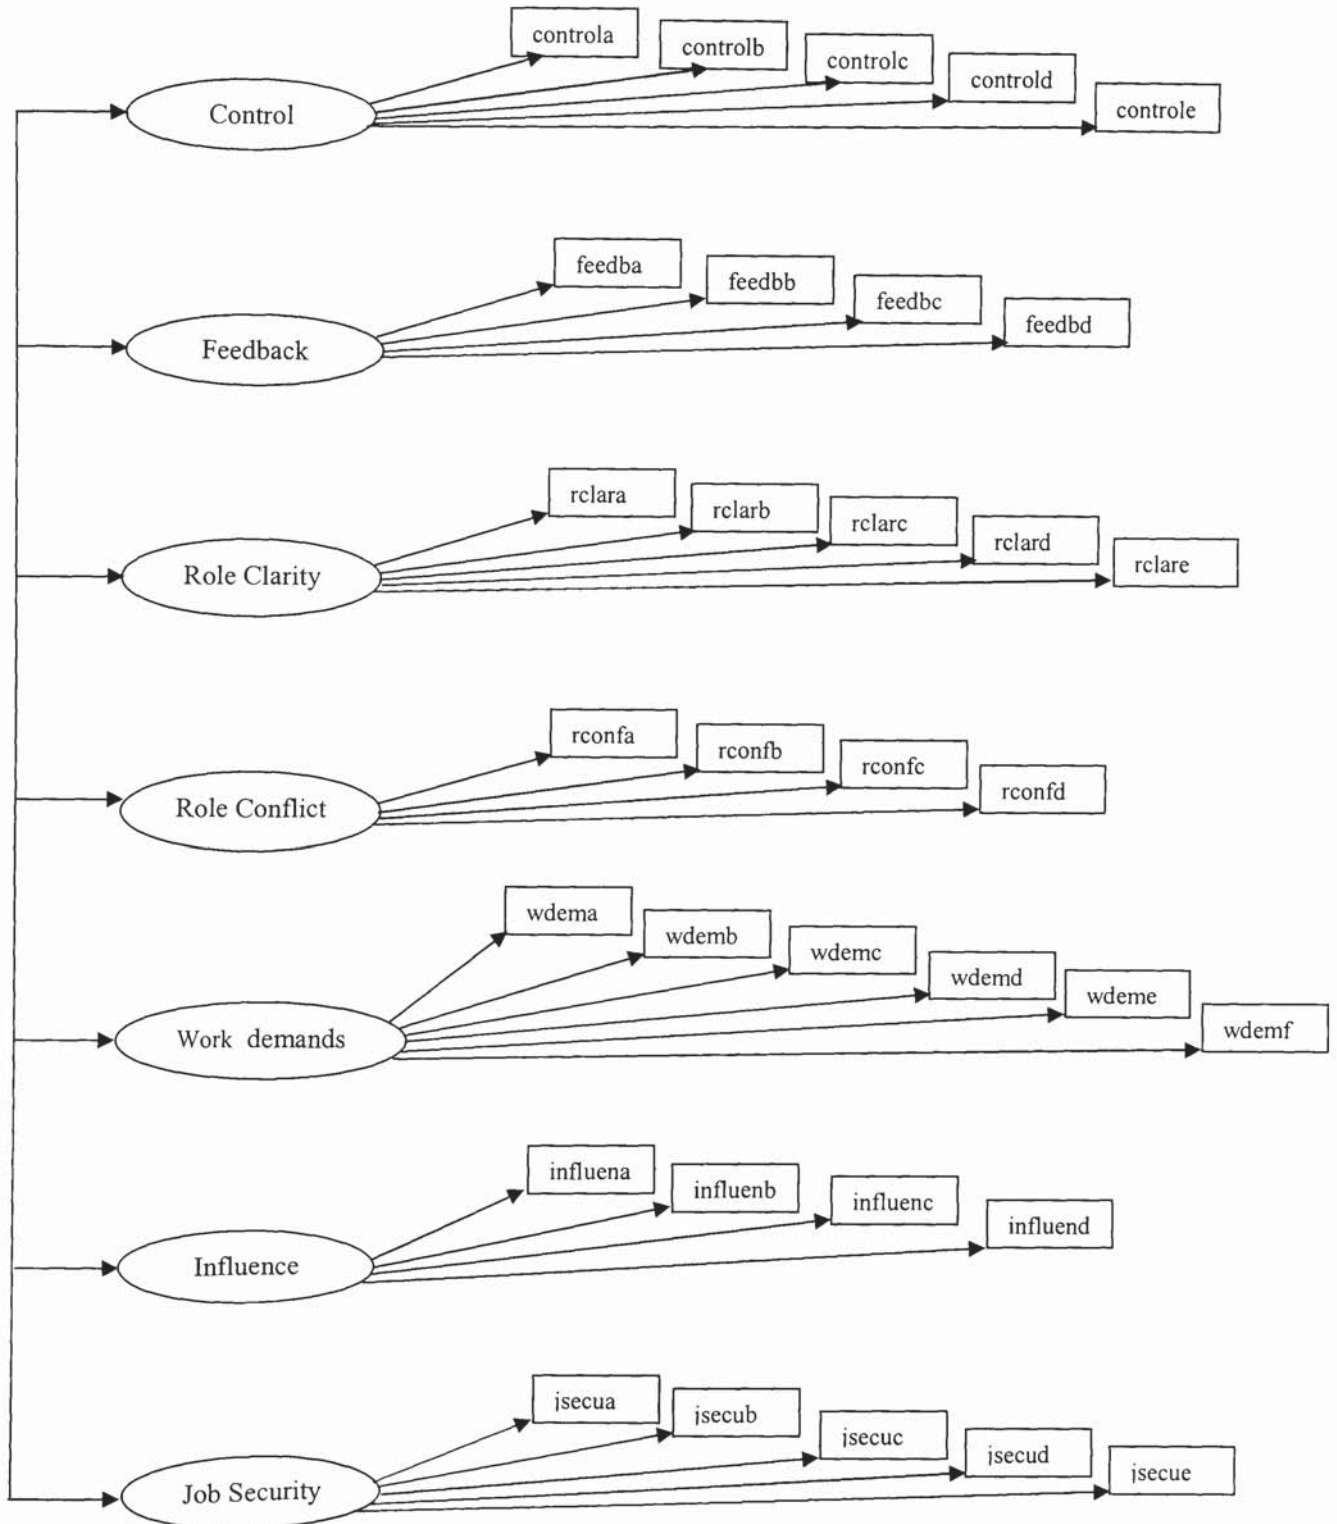 controla
controlb
controlc
controld
controle
Control
feedba
feedbb
feedbc
feedbd
Feedback
rclara
rclarb
rclarc
rclard
rclare
Role Clarity
rconfa
rconfb
rconfc
rconfd
Role Conflict
wdema
wdemb
wdemc
wdemd
wdeme
wdemf
Work demands
influena
influenb
influenc
influend
Influence
jsecua
jsecub
jsecuc
jsecud
jsecue
Job Security